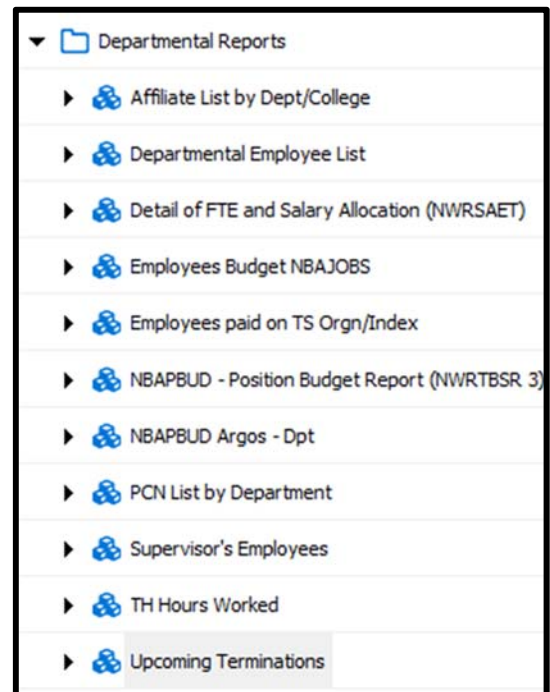 Departmental Reports
Affiliate List by Dept/College
Departmental Employee List
Detail of FTE and Salary Allocation (NWRSAET)
Employees Budget NBAJOBS
Employees paid on TS Orgn/Index
NBAPBUD - Position Budget Report (NWRTBSR 3)
NBAPBUD Argos - Dpt
PCN List by Department
Supervisor's Employees
TH Hours Worked
Upcoming Terminations